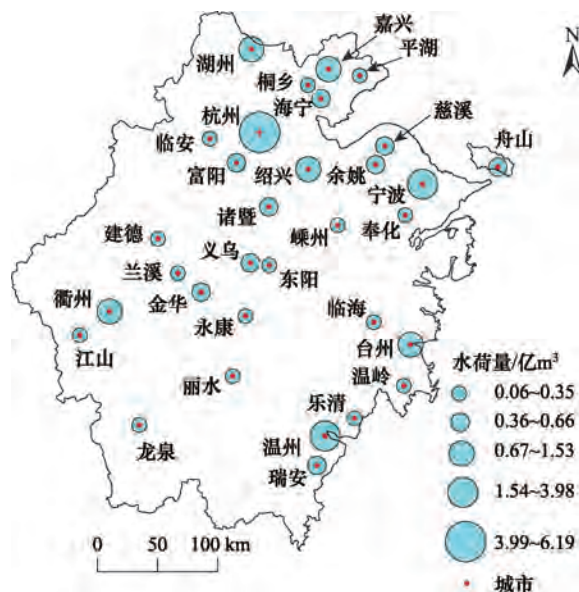 嘉兴
平湖
N
湖州
桐乡
海宁
杭州
慈溪
舟山
临安
富阳
绍兴
余姚
宁波
诸暨
嵊州
奉化
建德
义乌
兰溪
东阳
衢州
金华
临海
永康
台州
江山
水荷量/亿m³
丽水
温岭
0.06~0.35
乐清
0.36~0.66
龙泉
温州
0.67~1.53
瑞安
1.54~3.98
0 50 100 km
3.99~6.19
城市